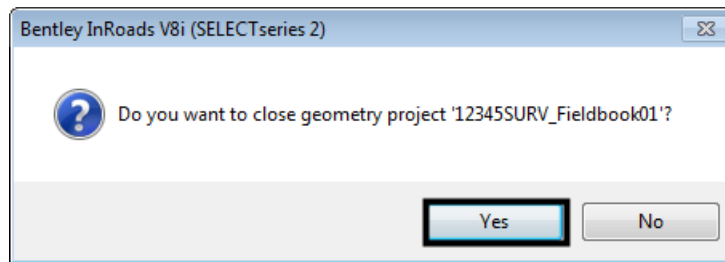 Bentley InRoads V8i (SELECTseries 2)
Do you want to close geometry project '12345SURV_Fieldbook01'?
Yes No